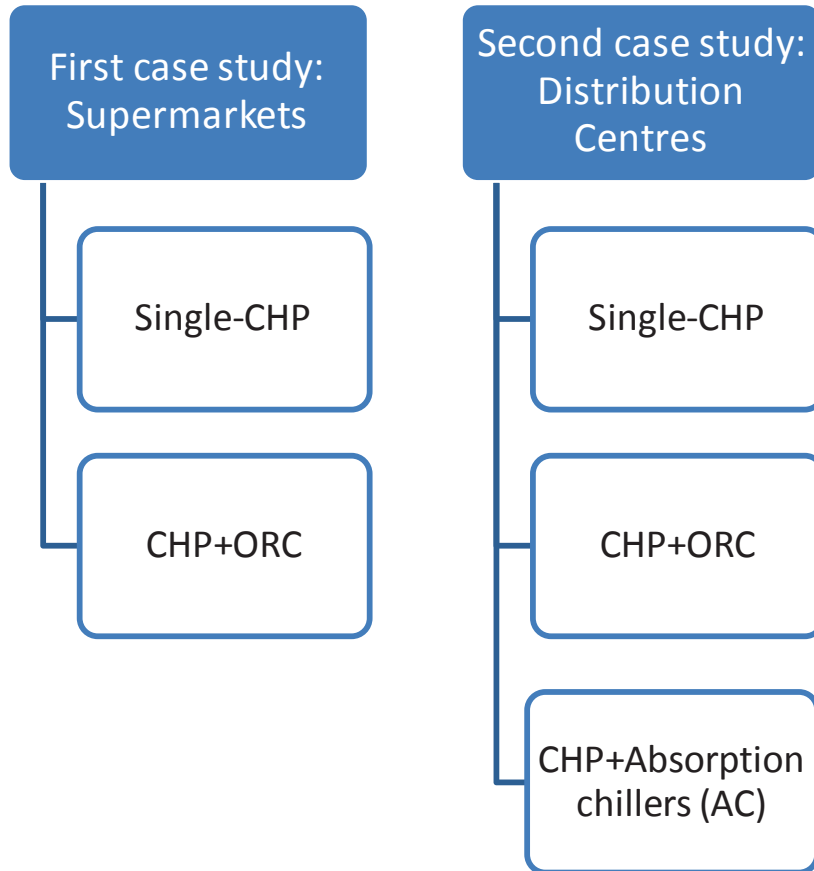 First case study:
Supermarkets
Single-CHP
CHP+ORC
Second case study:
Distribution
Centres
Single-CHP
CHP+ORC
CHP+Absorption
chillers (AC)